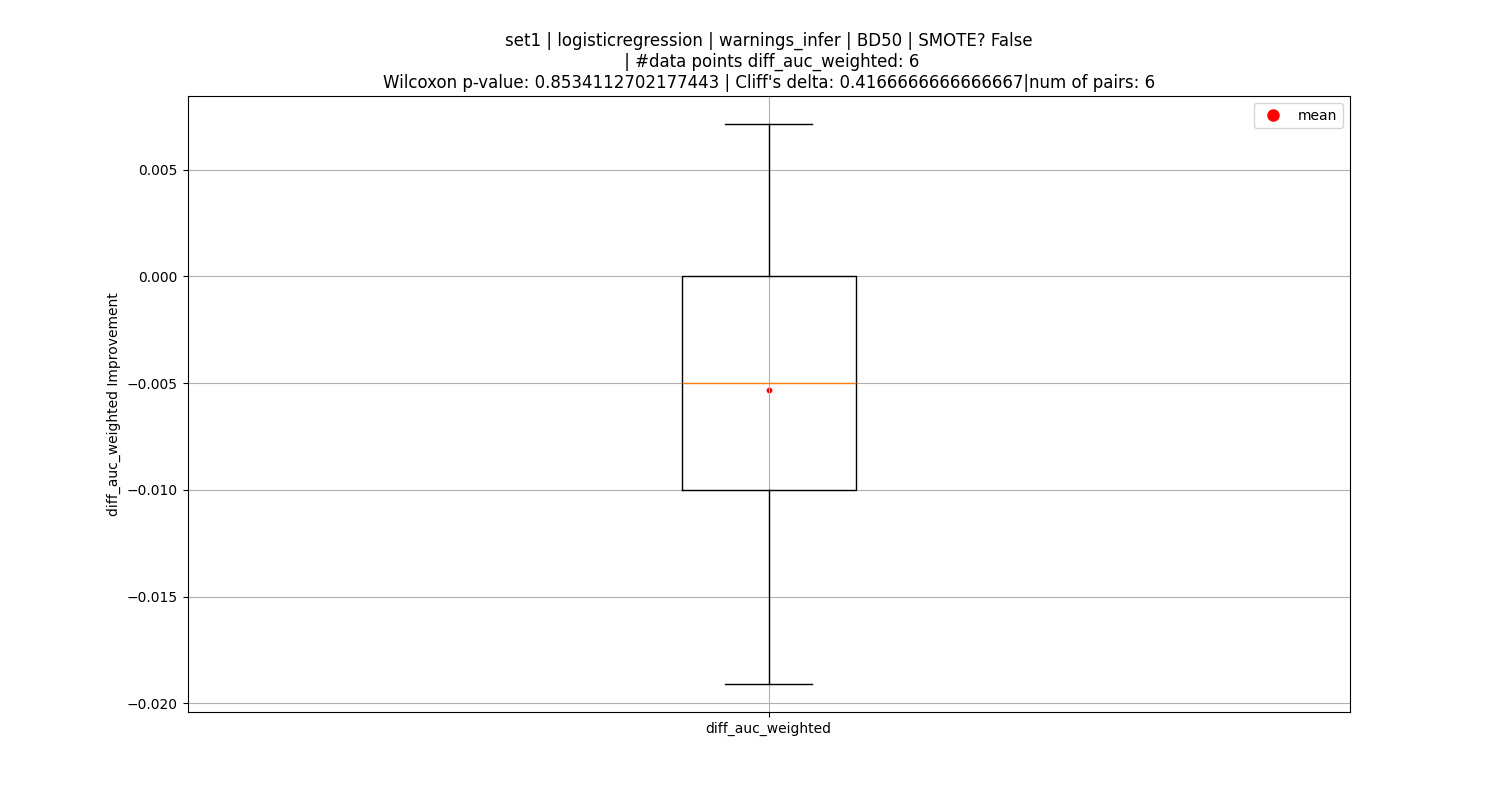 set1 | logisticregression | warnings_infer | BD50 | SMOTE? False
| #data points diff_auc_weighted: 6
Wilcoxon p-value: 0.8534112702177443 | Cliff's delta: 0.4166666666666667|num of pairs: 6
mean
0.005
0.000
−0.005
−0.010
−0.015
−0.020
diff_auc_weighted Improvement
diff_auc_weighted